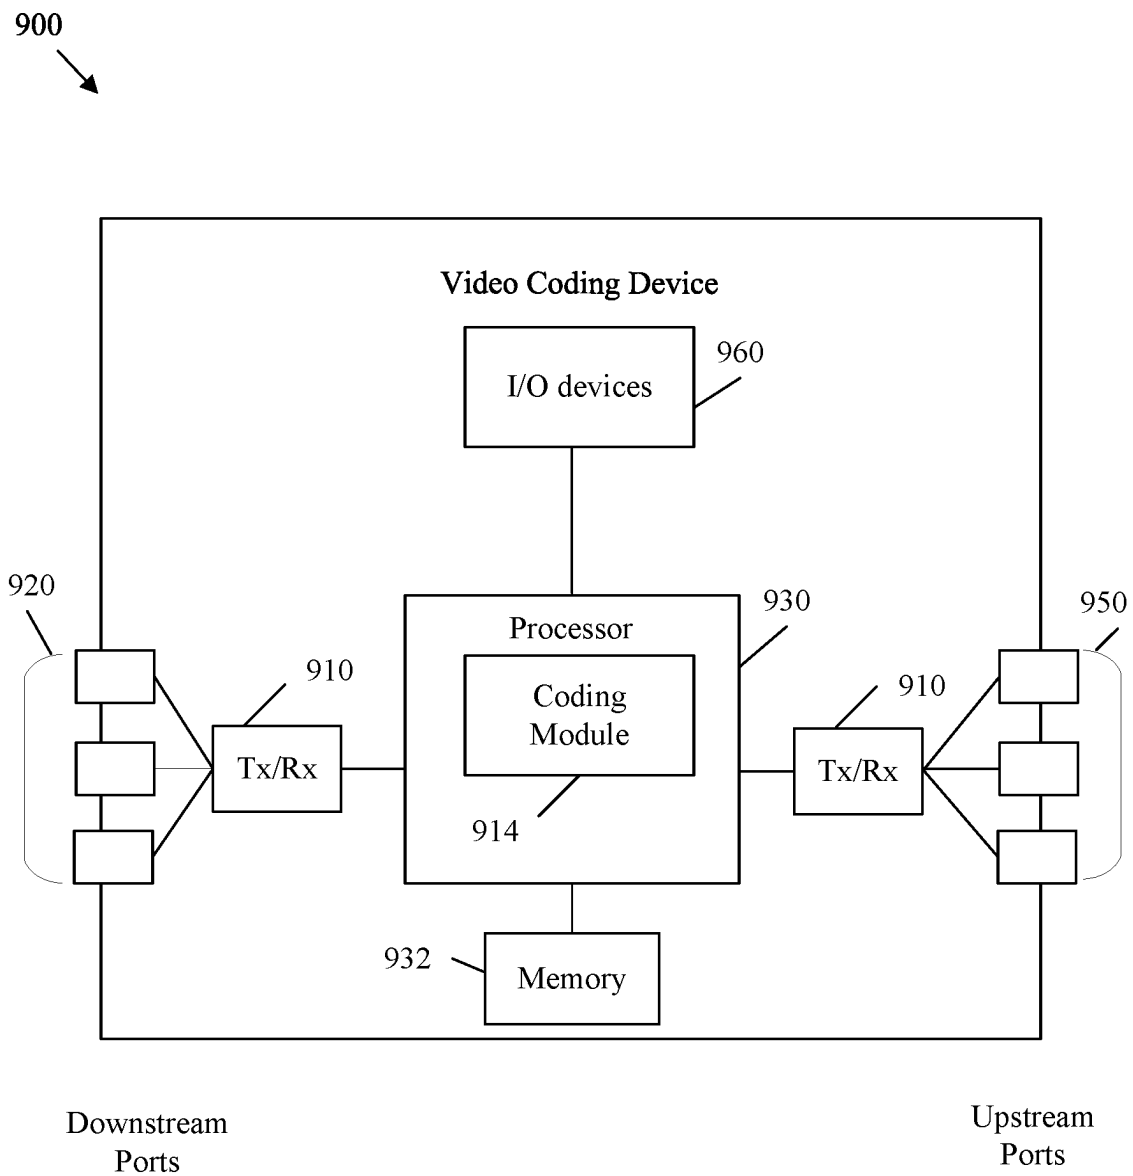 900
Video Coding Device
I/O devices
960
920
910
Processor
930
950
Coding
Module
910
Tx/Rx
Tx/Rx
914
932
Memory
Downstream
Ports
Upstream
Ports